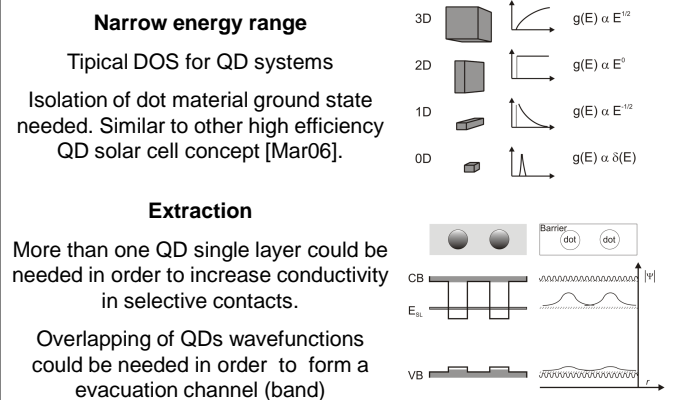 Narrow energy range
Tipical DOS for QD systems
Isolation of dot material ground state
needed. Similar to other high efficiency
QD solar cell concept [Mar06].
3D g(E) α E^1/2
2D g(E) α E^0
1D g(E) α E^-1/2
0D g(E) α δ(E)
Extraction
More than one QD single layer could be
needed in order to increase conductivity
in selective contacts.
Overlapping of QDs wavefunctions
could be needed in order to form a
evacuation channel (band)
Barrier
dot dot
CB
|Ψ|
E_SL
VB
r